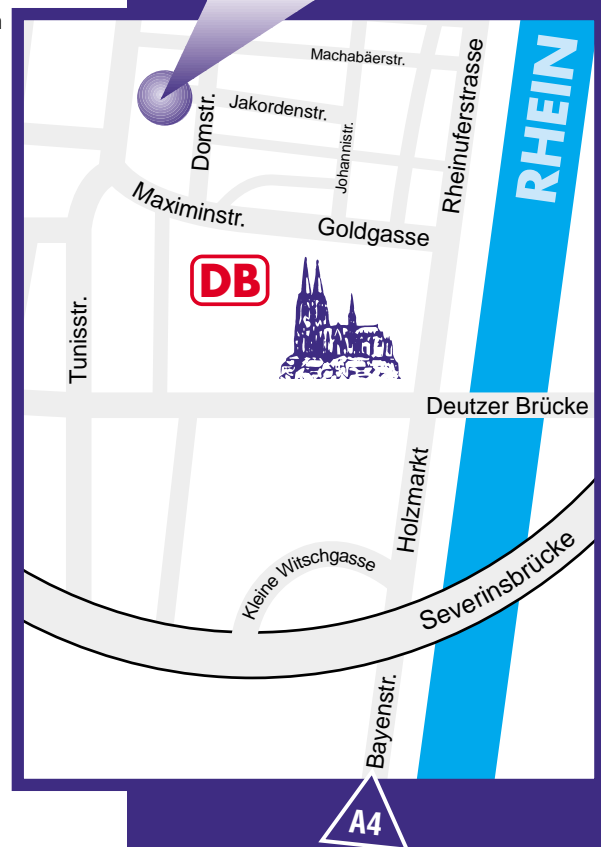 Machabäerstr.
Jakordenstr.
Domstr.
Johannistr.
Rheinuferstrasse
RHEIN
Maximinstr.
Goldgasse
DB
Tunisstr.
Deutzer Brücke
Holzmarkt
Kleine Witschgasse
Severinsbrücke
Bayenstr.
A4